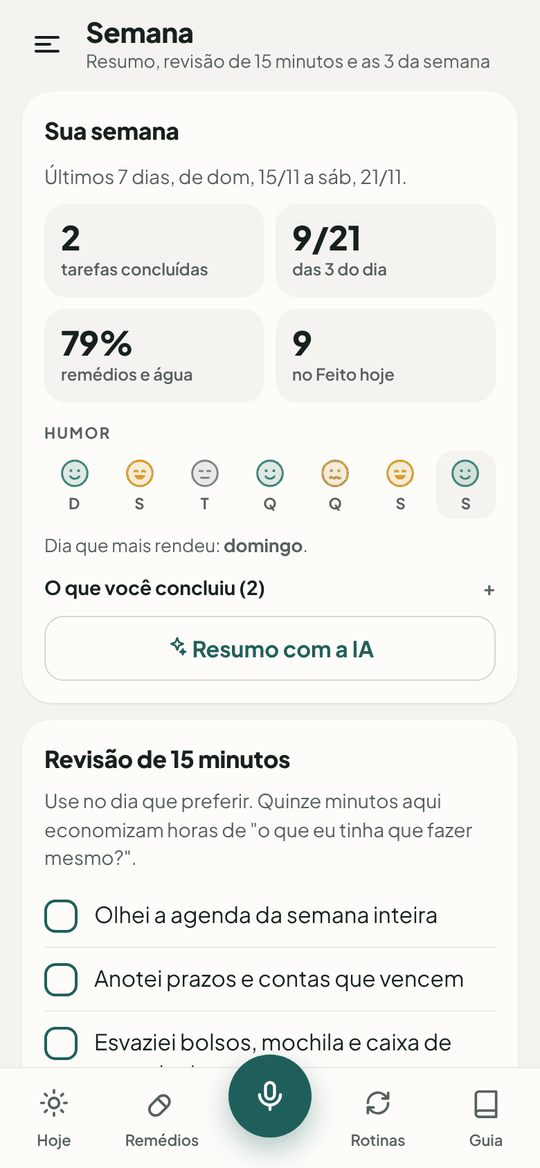 Semana
Resumo, revisão de 15 minutos e as 3 da semana
Sua semana
Últimos 7 dias, de dom, 15/11 a sáb, 21/11.
2
tarefas concluídas
9/21
das 3 do dia
79%
remédios e água
9
no Feito hoje
HUMOR
D S T Q Q S S
Dia que mais rendeu: domingo.
O que você concluiu (2) +
Resumo com a IA
Revisão de 15 minutos
Use no dia que preferir. Quinze minutos aqui
economizam horas de "o que eu tinha que fazer
mesmo?".
Olhei a agenda da semana inteira
Anotei prazos e contas que vencem
Esvaziei bolsos, mochila e caixa de
Hoje
Remédios
Rotinas
Guia